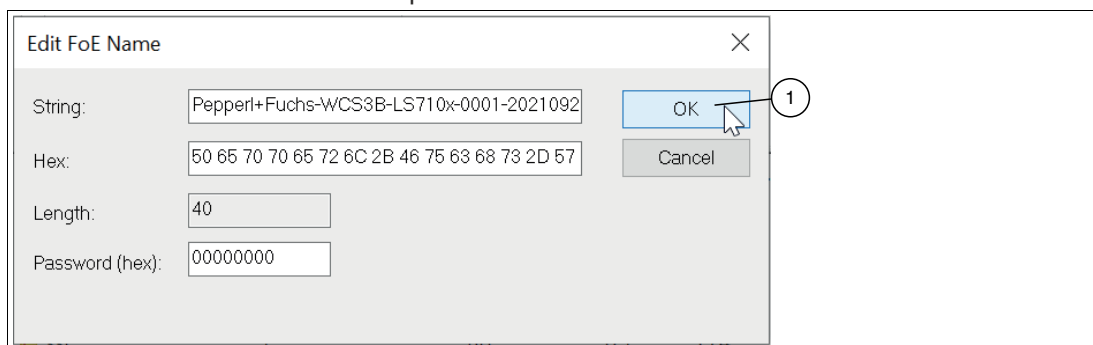 Edit FoE Name
String: Pepperl+Fuchs-WCS3B-LS710x-0001-2021092 OK 1
Hex: 50 65 70 70 65 72 6C 2B 46 75 63 68 73 2D 57 Cancel
Length: 40
Password (hex): 00000000